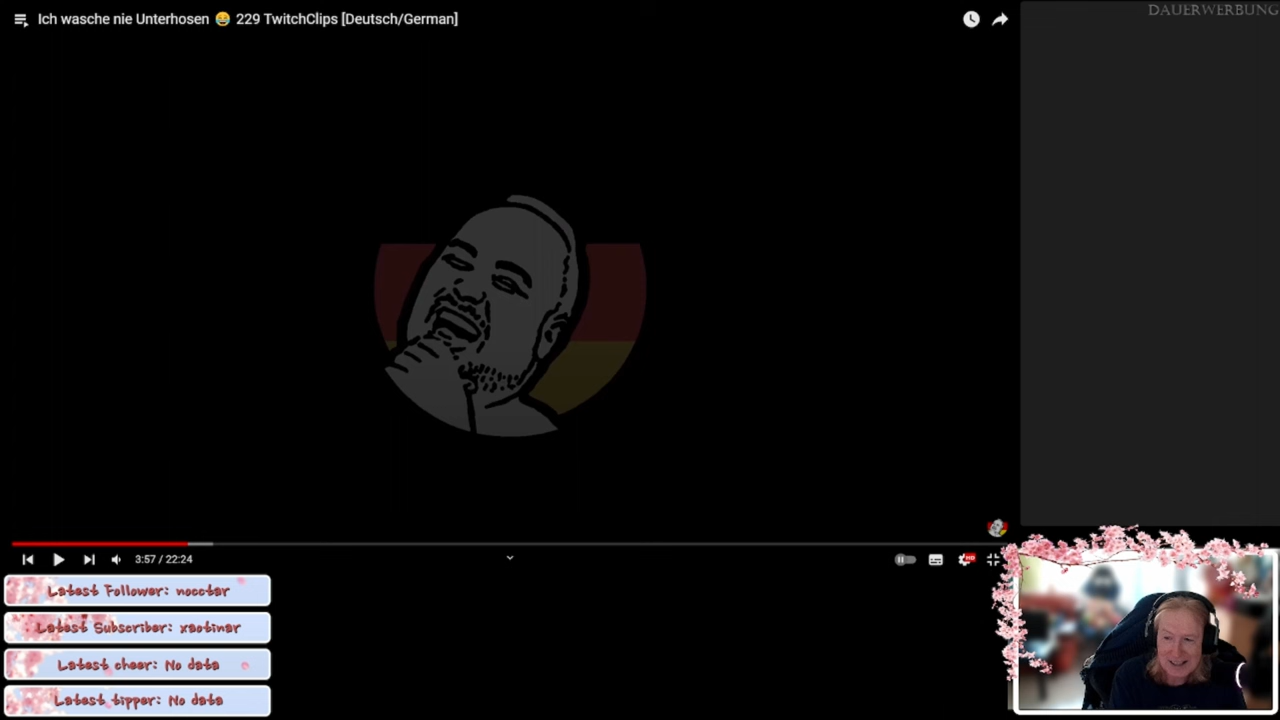 Ich wasche nie Unterhosen 😂 229 TwitchClips [Deutsch/German]
DAUERWERBUNG
3:57 / 22:24
HD
Latest Follower: nocctar
Latest Subscriber: xaotinar
Latest cheer: No data
Latest tipper: No data